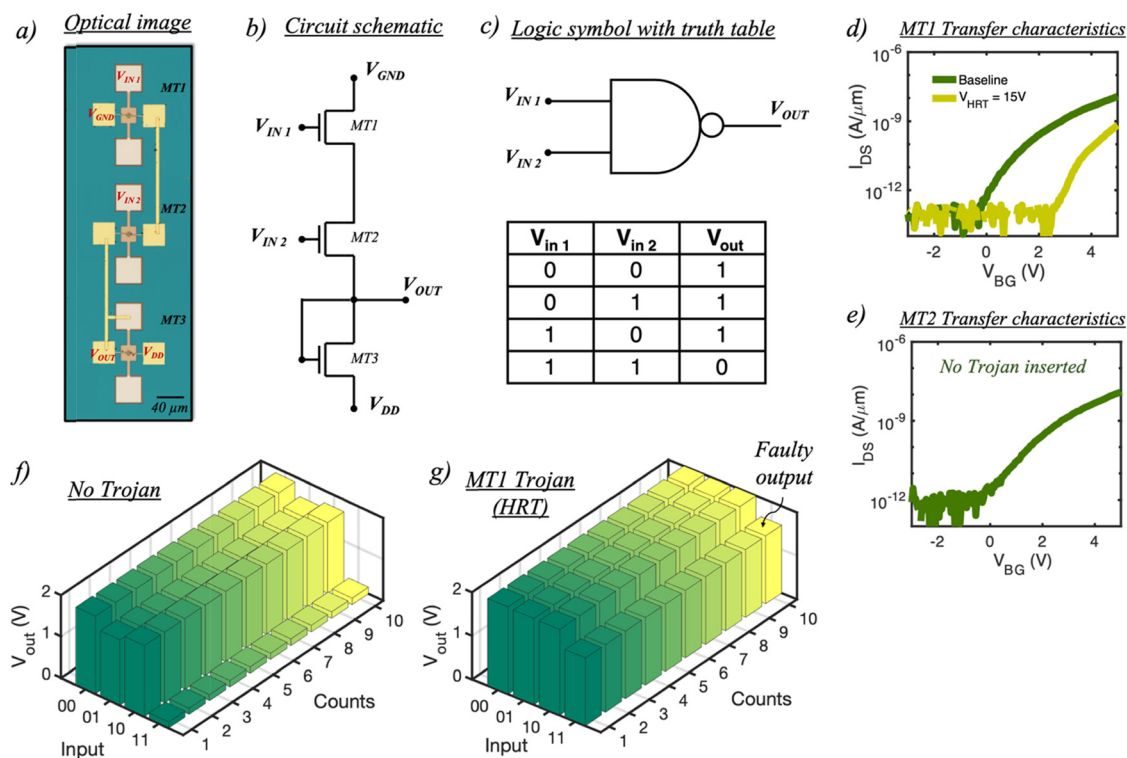 a) Optical image
V_IN 1
MT1
V_GND
V_IN 2
MT2
MT3
V_OUT
V_DD
40 µm
b) Circuit schematic
V_GND
V_IN 1
MT1
V_IN 2
MT2
V_OUT
MT3
V_DD
c) Logic symbol with truth table
V_IN 1
V_OUT
V_IN 2
V_in 1 V_in 2 V_out
0 0 1
0 1 1
1 0 1
1 1 0
d) MT1 Transfer characteristics
10^-6
Baseline
V_HRT = 15V
10^-9
10^-12
I_DS (A/µm)
-2 0 2 4
V_BG (V)
e) MT2 Transfer characteristics
10^-6
No Trojan inserted
10^-9
10^-12
I_DS (A/µm)
-2 0 2 4
V_BG (V)
f) No Trojan
2
1
0
V_out (V)
00
01
10
11
Input
1
2
3
4
5
6
7
8
9
10
Counts
g) MT1 Trojan
(HRT)
Faulty
output
2
1
0
V_out (V)
00
01
10
11
Input
1
2
3
4
5
6
7
8
9
10
Counts